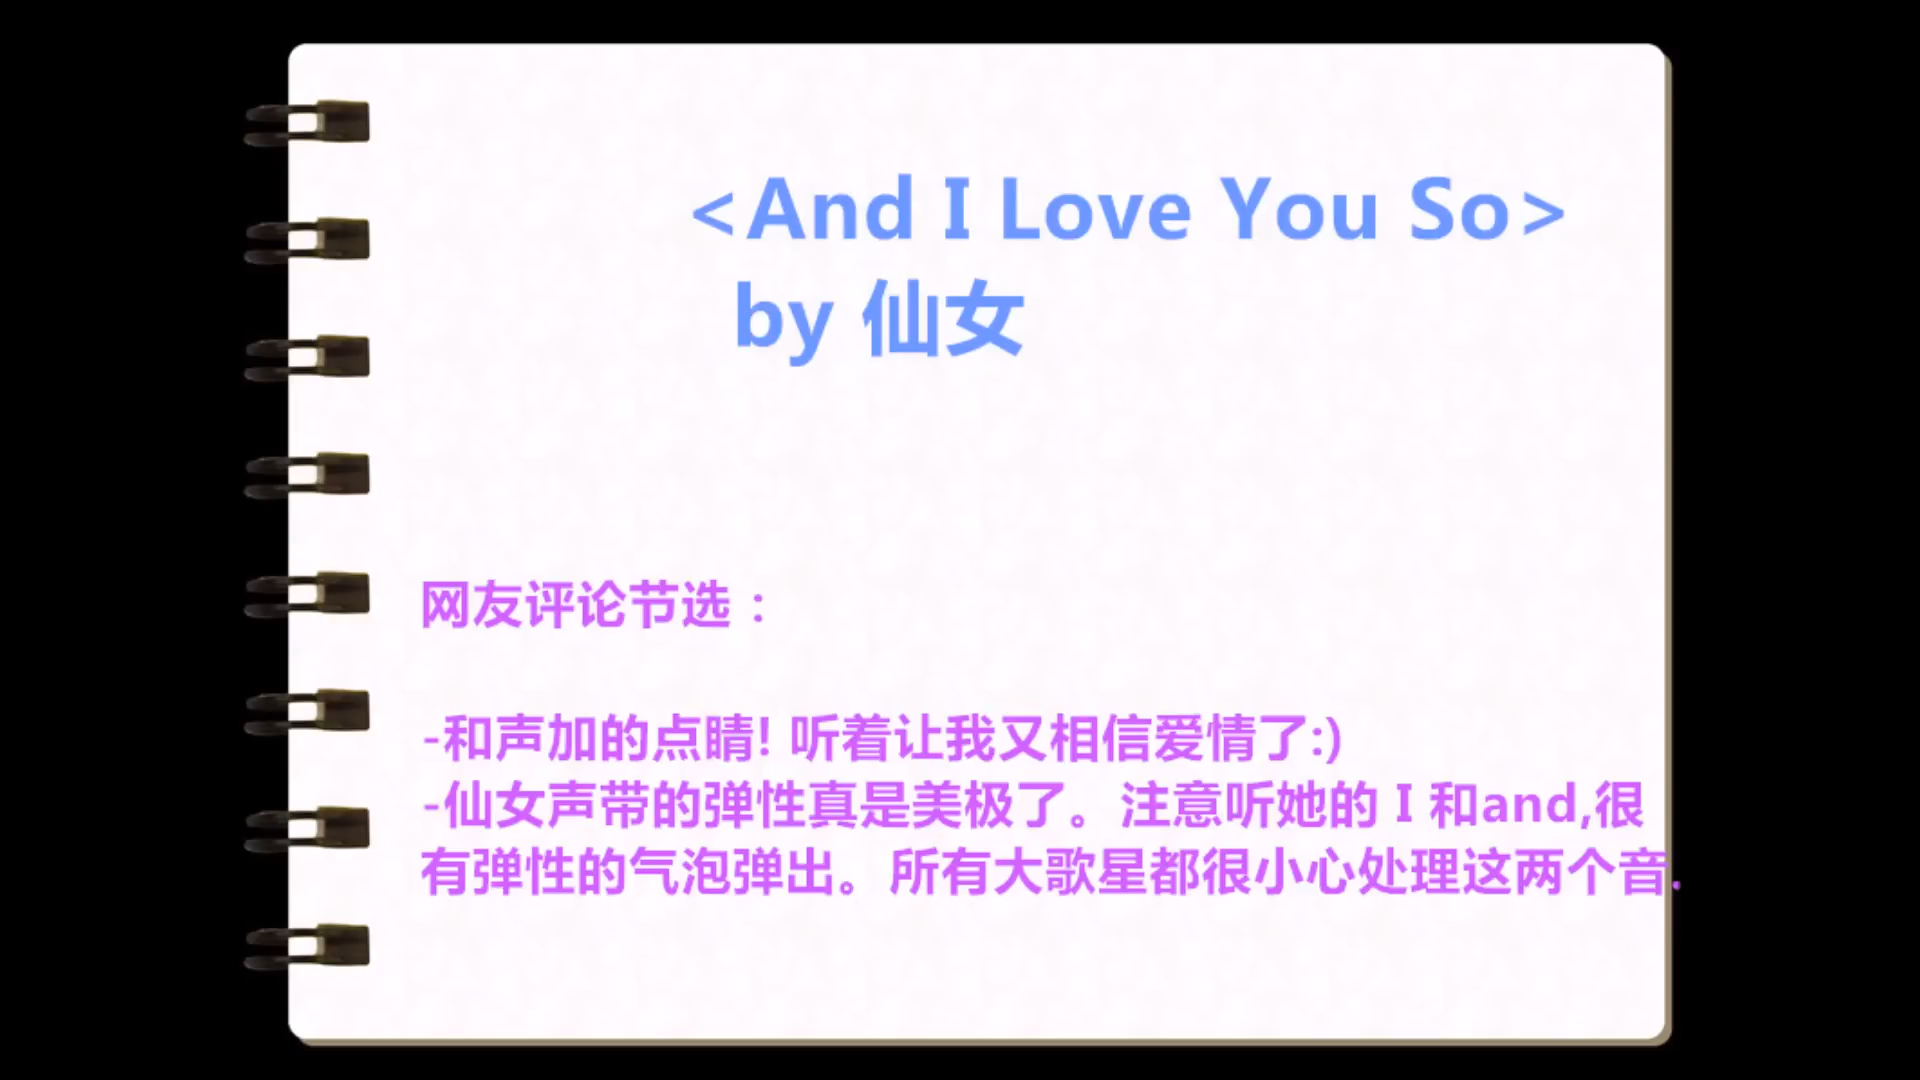 <And I Love You So>
by 仙女
网友评论节选：
-和声加的点睛! 听着让我又相信爱情了:)
-仙女声带的弹性真是美极了。注意听她的 I 和and,很
有弹性的气泡弹出。所有大歌星都很小心处理这两个音.